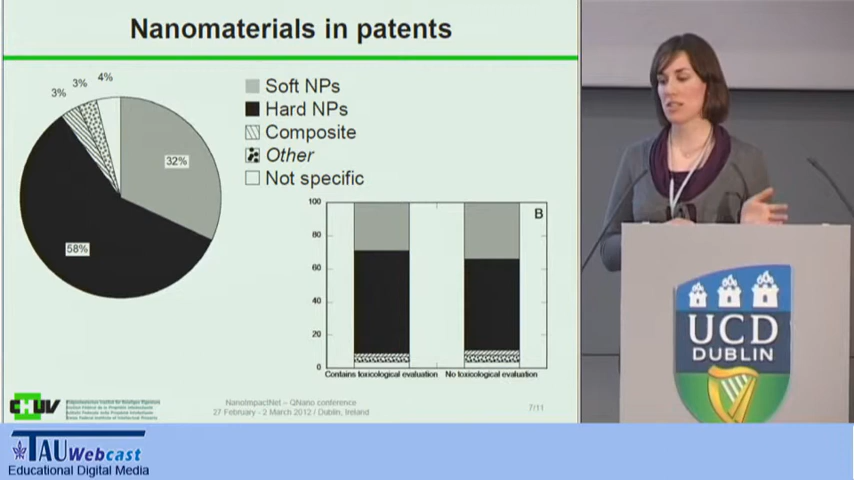 Nanomaterials in patents
3%
3%
4%
32%
58%
Soft NPs
Hard NPs
Composite
Other
Not specific
B
100
80
60
40
20
0
Contains toxicological evaluation
No toxicological evaluation
CHUV
NanoImpactNet – QNano conference
27 February - 2 March 2012 / Dublin, Ireland
7/11
UCD
DUBLIN
TAU Webcast
Educational Digital Media